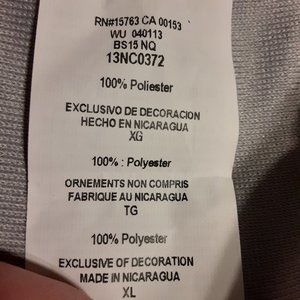 RN#15763 CA 00153
WU 040113
BS15 NQ
13NC0372
100% Poliester
EXCLUSIVO DE DECORACION
HECHO EN NICARAGUA
XG
100% : Polyester
ORNEMENTS NON COMPRIS
FABRIQUE AU NICARAGUA
TG
100% Polyester
EXCLUSIVE OF DECORATION
MADE IN NICARAGUA
XL